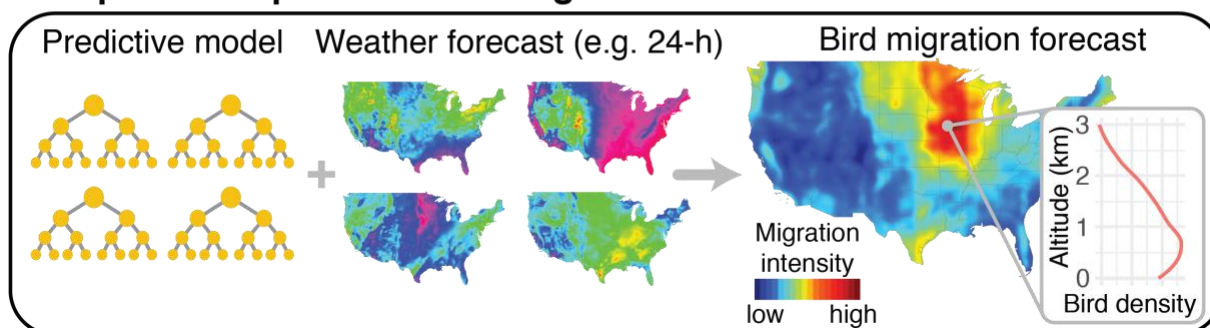 Predictive model
Weather forecast (e.g. 24-h)
Bird migration forecast
+
Migration
intensity
low
high
Altitude (km)
3
2
1
0
Bird density